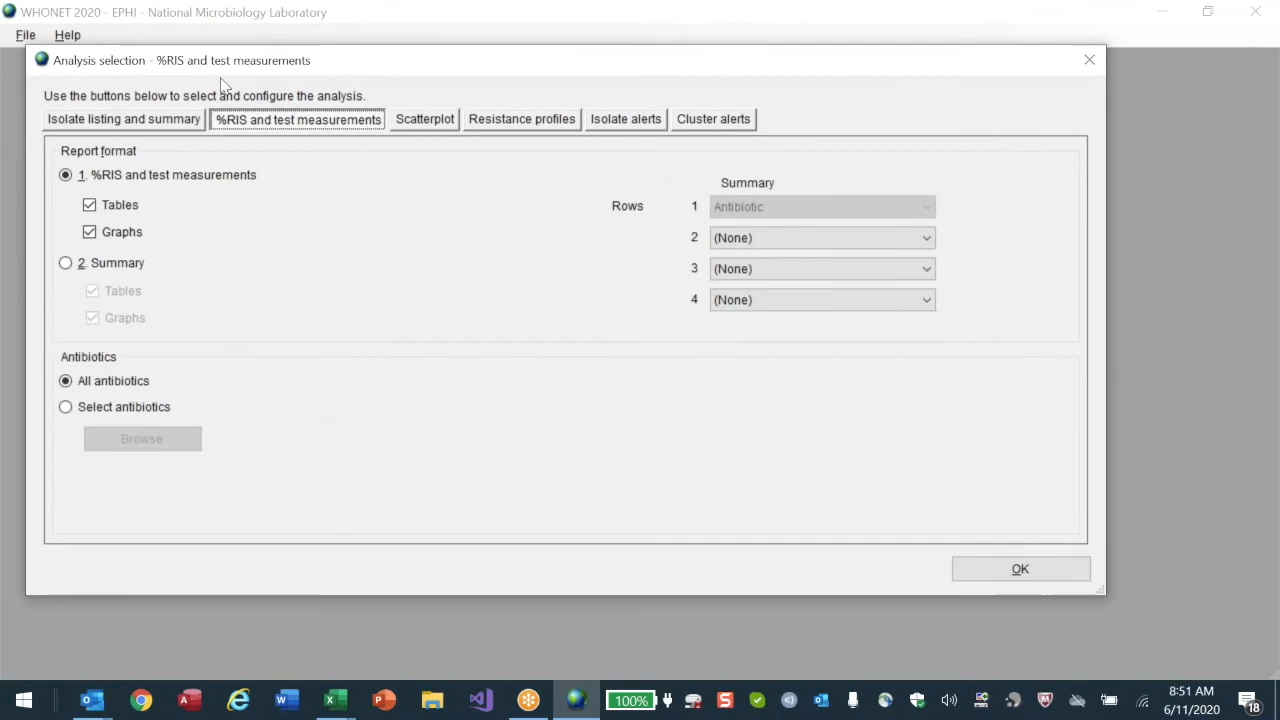 WHONET 2020 - EPHI - National Microbiology Laboratory
File Help
Analysis selection - %RIS and test measurements
Use the buttons below to select and configure the analysis.
Isolate listing and summary %RIS and test measurements Scatterplot Resistance profiles Isolate alerts Cluster alerts
Report format
1. %RIS and test measurements
Summary
Tables
Rows 1 Antibiotic
Graphs
2 (None)
2. Summary
3 (None)
Tables
4 (None)
Graphs
Antibiotics
All antibiotics
Select antibiotics
Browse
OK
100%
8:51 AM
6/11/2020
18